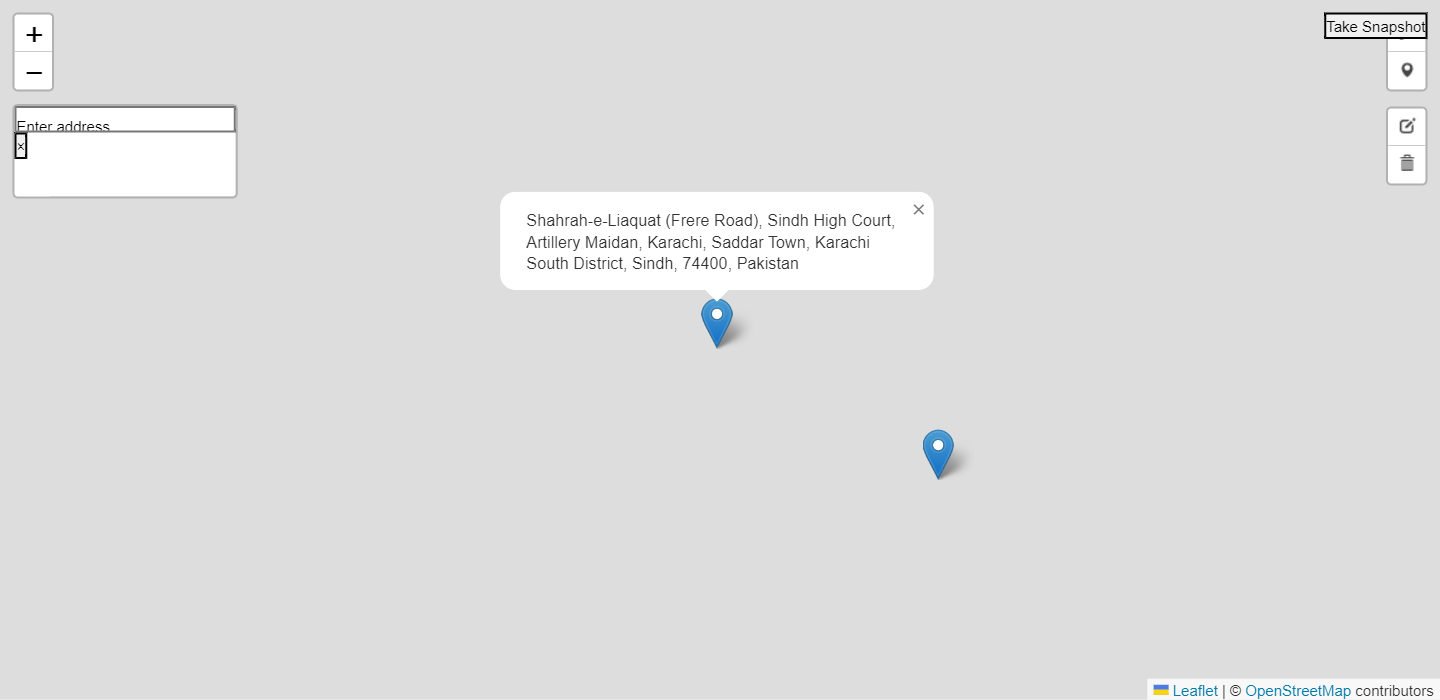 +
−
Take Snapshot
Enter address
×
×
Shahrah-e-Liaquat (Frere Road), Sindh High Court,
Artillery Maidan, Karachi, Saddar Town, Karachi
South District, Sindh, 74400, Pakistan
Leaflet | © OpenStreetMap contributors